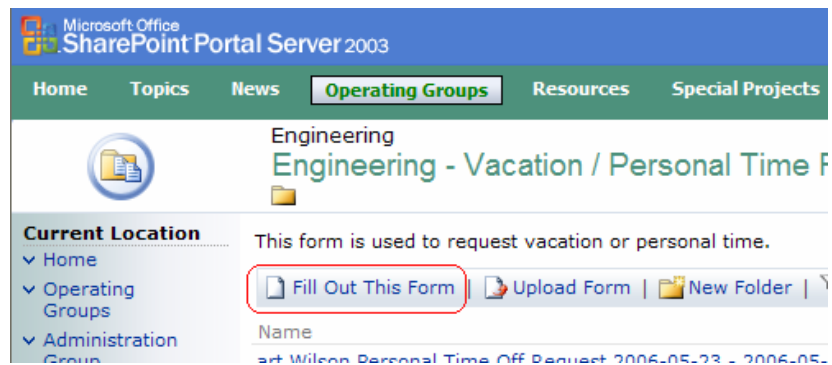 Microsoft Office
SharePoint Portal Server 2003
Home Topics News Operating Groups Resources Special Projects
Engineering
Engineering - Vacation / Personal Time
Current Location
Home
Operating
Groups
Administration
Group
This form is used to request vacation or personal time.
Fill Out This Form | Upload Form | New Folder |
Name
art Wilson Personal Time Off Request 2006-05-23 - 2006-05-